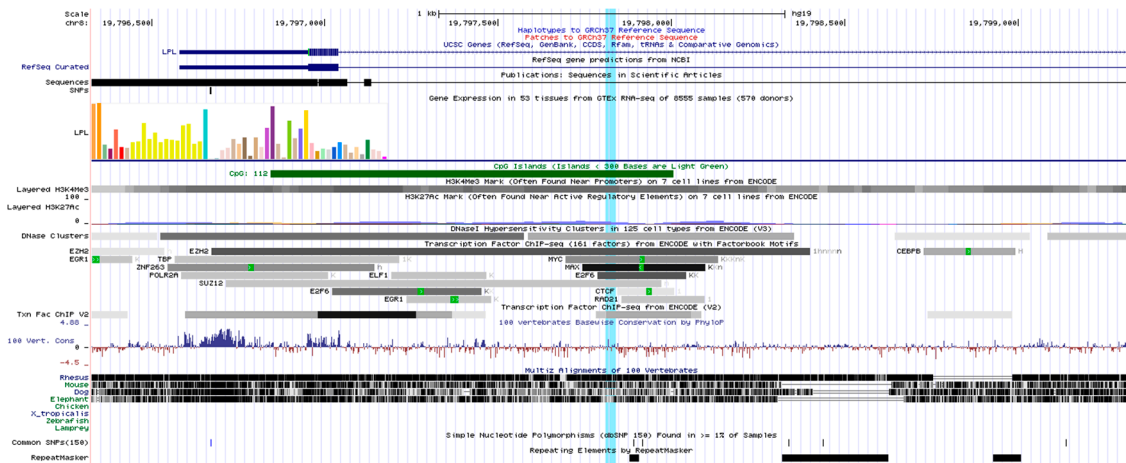 Scale 1 kb hg19
chr8: 19,796,500 19,797,000 19,797,500 19,798,000 19,798,500 19,799,000
Haplotypes to GRCh37 Reference Sequence
Patches to GRCh37 Reference Sequence
UCSC Genes (RefSeq, GenBank, CCDS, Rfam, tRNAs & Comparative Genomics)
LPL
RefSeq gene predictions from NCBI
RefSeq Curated
Publications: Sequences in Scientific Articles
Sequences
SNPs
Gene Expression in 53 tissues from GTEx RNA-seq of 8555 samples (570 donors)
LPL
CpG Islands (Islands < 300 Bases are Light Green)
CpG: 112
H3K4Me3 Mark (Often Found Near Promoters) on 7 cell lines from ENCODE
Layered H3K4Me3
H3K27Ac Mark (Often Found Near Active Regulatory Elements) on 7 cell lines from ENCODE
100
Layered H3K27Ac
0
DNaseI Hypersensitivity Clusters in 125 cell types from ENCODE (V3)
DNase Clusters
Transcription Factor ChIP-seq (161 factors) from ENCODE with Factorbook Motifs
EZH2 EZH2 CEBPB
EGR1 TBP MYC
ZNF263 MAX
POLR2A ELF1 E2F6
SUZ12
E2F6 CTCF
EGR1 RAD21
Transcription Factor ChIP-seq from ENCODE (V2)
Txn Fac ChIP V2
4.88
100 vertebrates Basewise Conservation by PhyloP
100 Vert. Cons
0
-4.5
Multiz Alignments of 100 Vertebrates
Rhesus
Mouse
Dog
Elephant
Chicken
X_tropicalis
Zebrafish
Lamprey
Simple Nucleotide Polymorphisms (dbSNP 150) Found in >= 1% of Samples
Common SNPs(150)
Repeating Elements by RepeatMasker
RepeatMasker